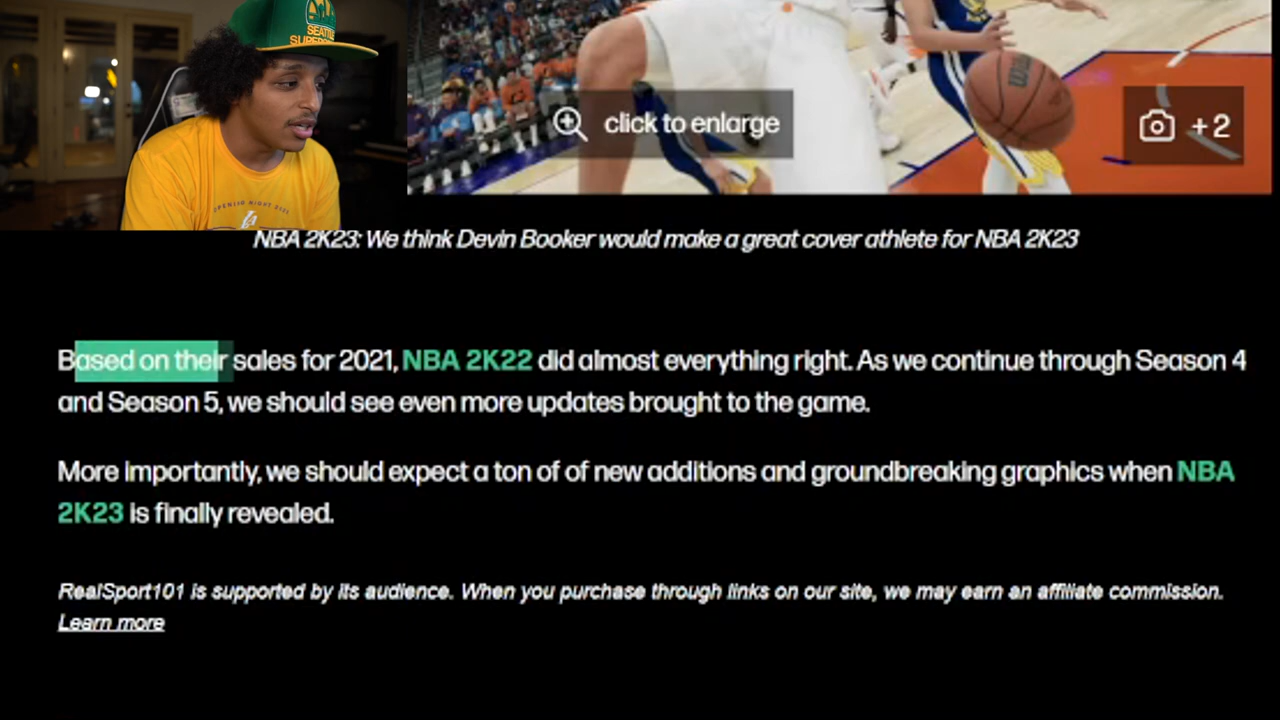 SEATTLE
OPENING NIGHT 2021
click to enlarge
+2
NBA 2K23: We think Devin Booker would make a great cover athlete for NBA 2K23
Based on their sales for 2021, NBA 2K22 did almost everything right. As we continue through Season 4
and Season 5, we should see even more updates brought to the game.
More importantly, we should expect a ton of of new additions and groundbreaking graphics when NBA
2K23 is finally revealed.
RealSport101 is supported by its audience. When you purchase through links on our site, we may earn an affiliate commission.
Learn more